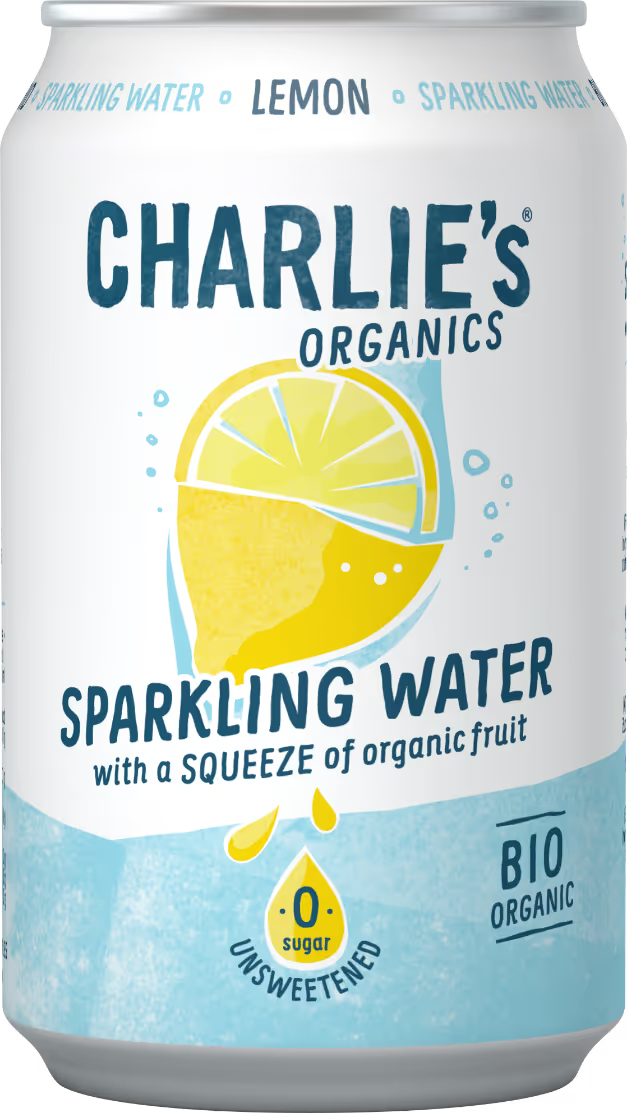 SPARKLING WATER LEMON SPARKLING WATER
CHARLIE'S®
ORGANICS
SPARKLING WATER
with a SQUEEZE of organic fruit
BIO
ORGANIC
0
sugar
UNSWEETENED